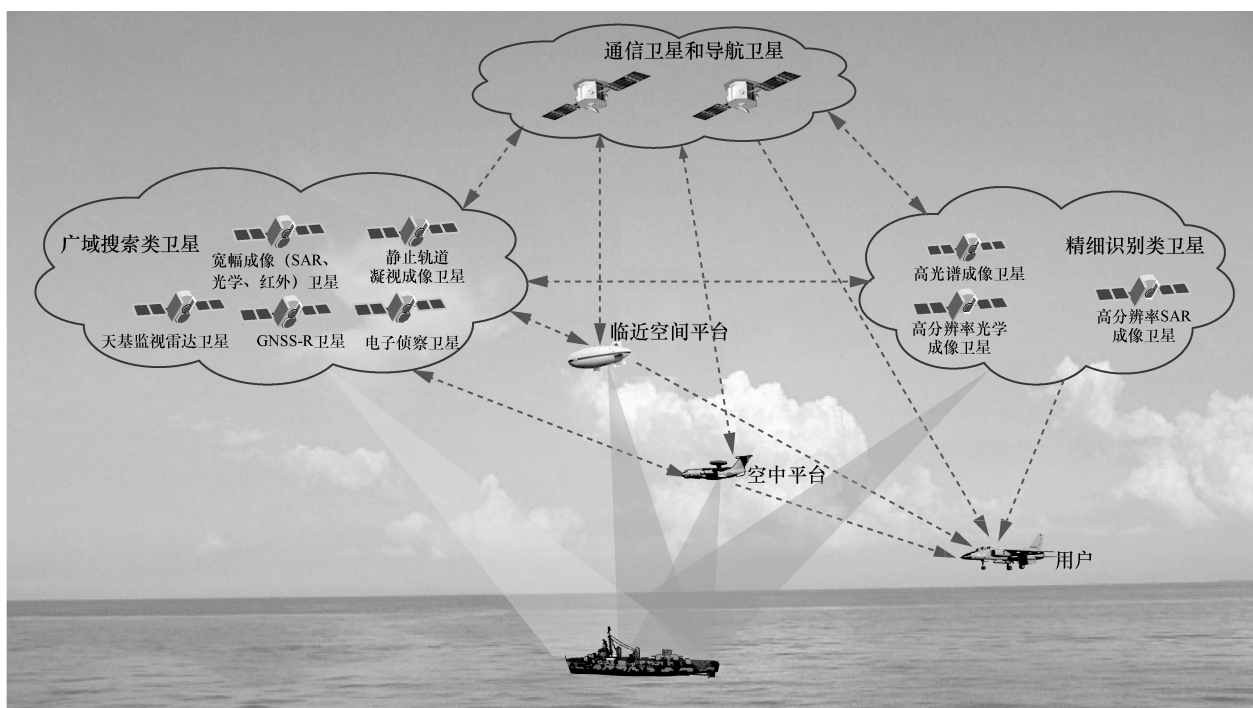 通信卫星和导航卫星
广域搜索类卫星
宽幅成像（SAR、
光学、红外）卫星
静止轨道
凝视成像卫星
天基监视雷达卫星
GNSS-R卫星
电子侦察卫星
精细识别类卫星
高光谱成像卫星
高分辨率光学
成像卫星
高分辨率SAR
成像卫星
临近空间平台
空中平台
用户